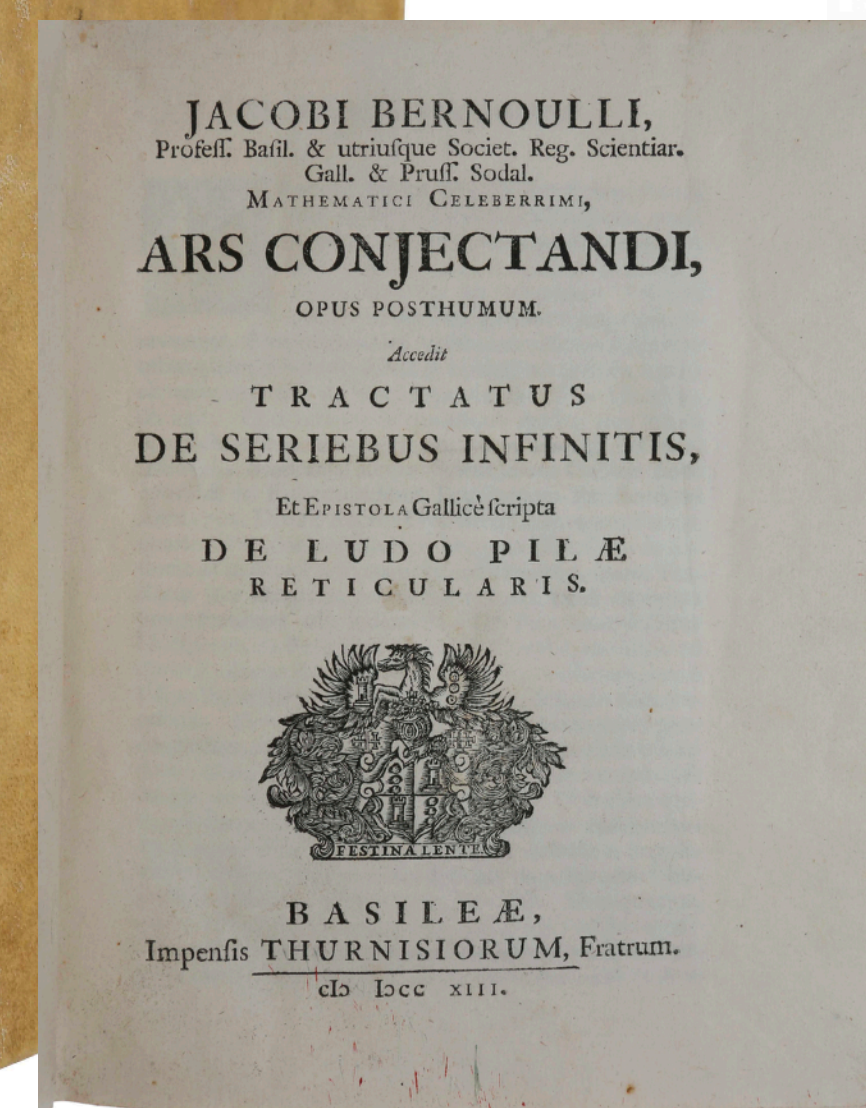 JACOBI BERNOULLI,
Profeſſ. Baſil. & utriuſque Societ. Reg. Scientiar.
Gall. & Pruſſ. Sodal.
MATHEMATICI CELEBERRIMI,
ARS CONJECTANDI,
OPUS POSTHUMUM.
Accedit
TRACTATUS
DE SERIEBUS INFINITIS,
Et EPISTOLA Gallicè ſcripta
DE LUDO PILÆ
RETICULARIS.
FESTINA LENTE
BASILEÆ,
Impenſis THURNISIORUM, Fratrum.
cIↄ Iↄcc XIII.